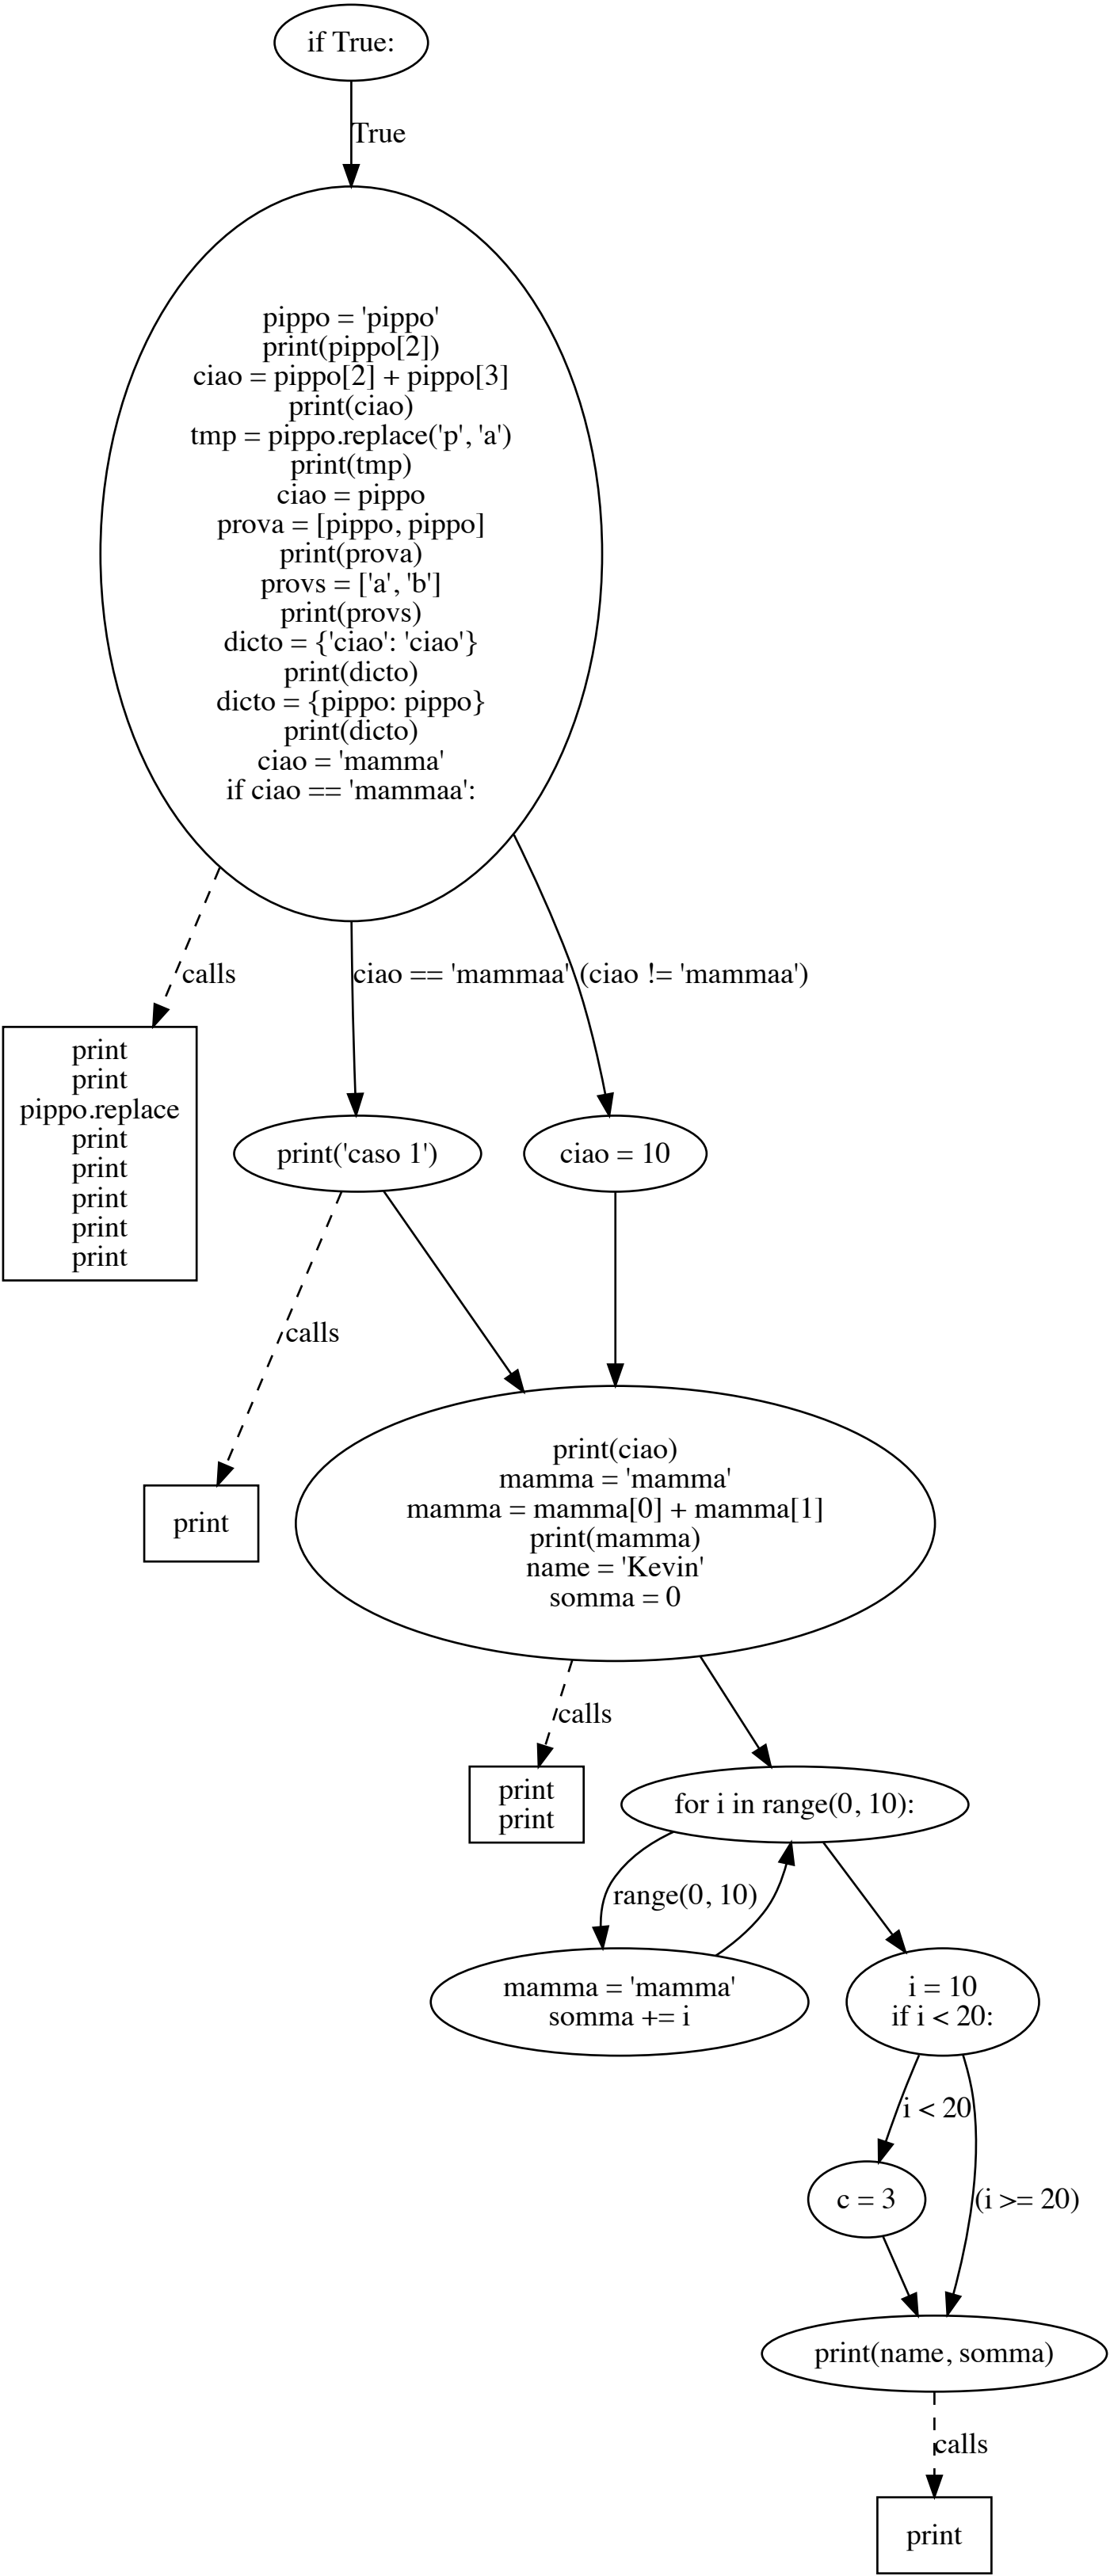 if True:
True
pippo = 'pippo'
print(pippo[2])
ciao = pippo[2] + pippo[3]
print(ciao)
tmp = pippo.replace('p', 'a')
print(tmp)
ciao = pippo
prova = [pippo, pippo]
print(prova)
provs = ['a', 'b']
print(provs)
dicto = {'ciao': 'ciao'}
print(dicto)
dicto = {pippo: pippo}
print(dicto)
ciao = 'mamma'
if ciao == 'mammaa':
calls
ciao == 'mammaa'
(ciao != 'mammaa')
print
print
pippo.replace
print
print
print
print
print
print('caso 1')
ciao = 10
calls
print
print(ciao)
mamma = 'mamma'
mamma = mamma[0] + mamma[1]
print(mamma)
name = 'Kevin'
somma = 0
calls
print
print
for i in range(0, 10):
range(0, 10)
mamma = 'mamma'
somma += i
i = 10
if i < 20:
i < 20
c = 3
(i >= 20)
print(name, somma)
calls
print